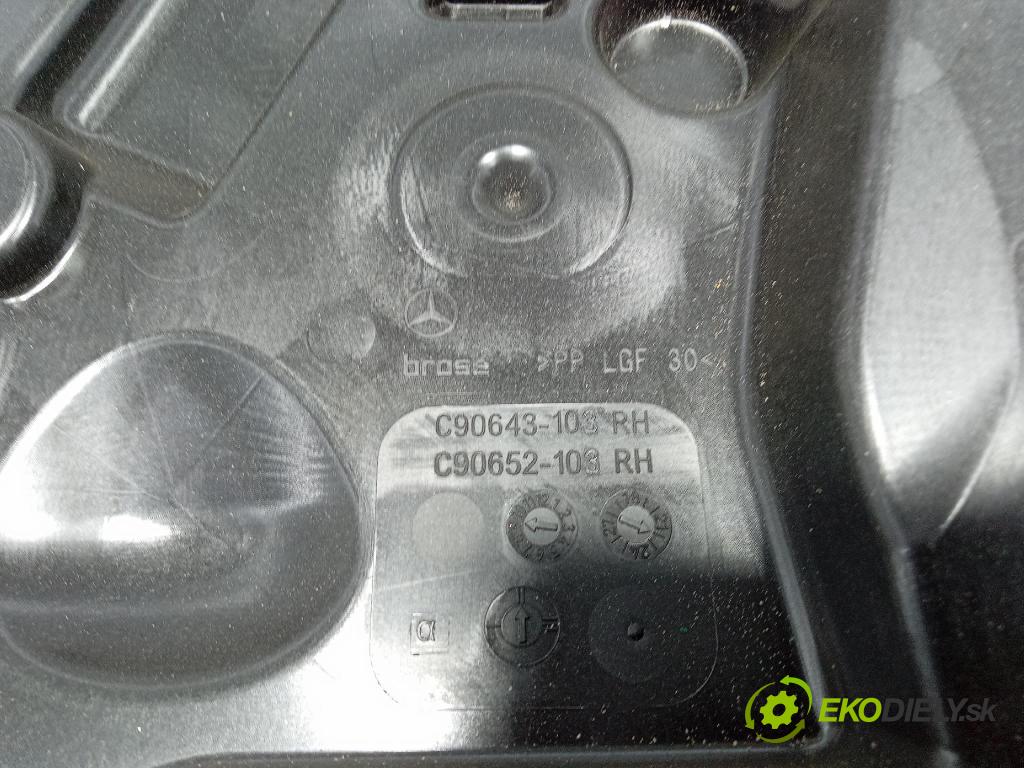 brose >PP LGF 30<
C90643-103 RH
C90652-103 RH
α
EKODIELY.sk